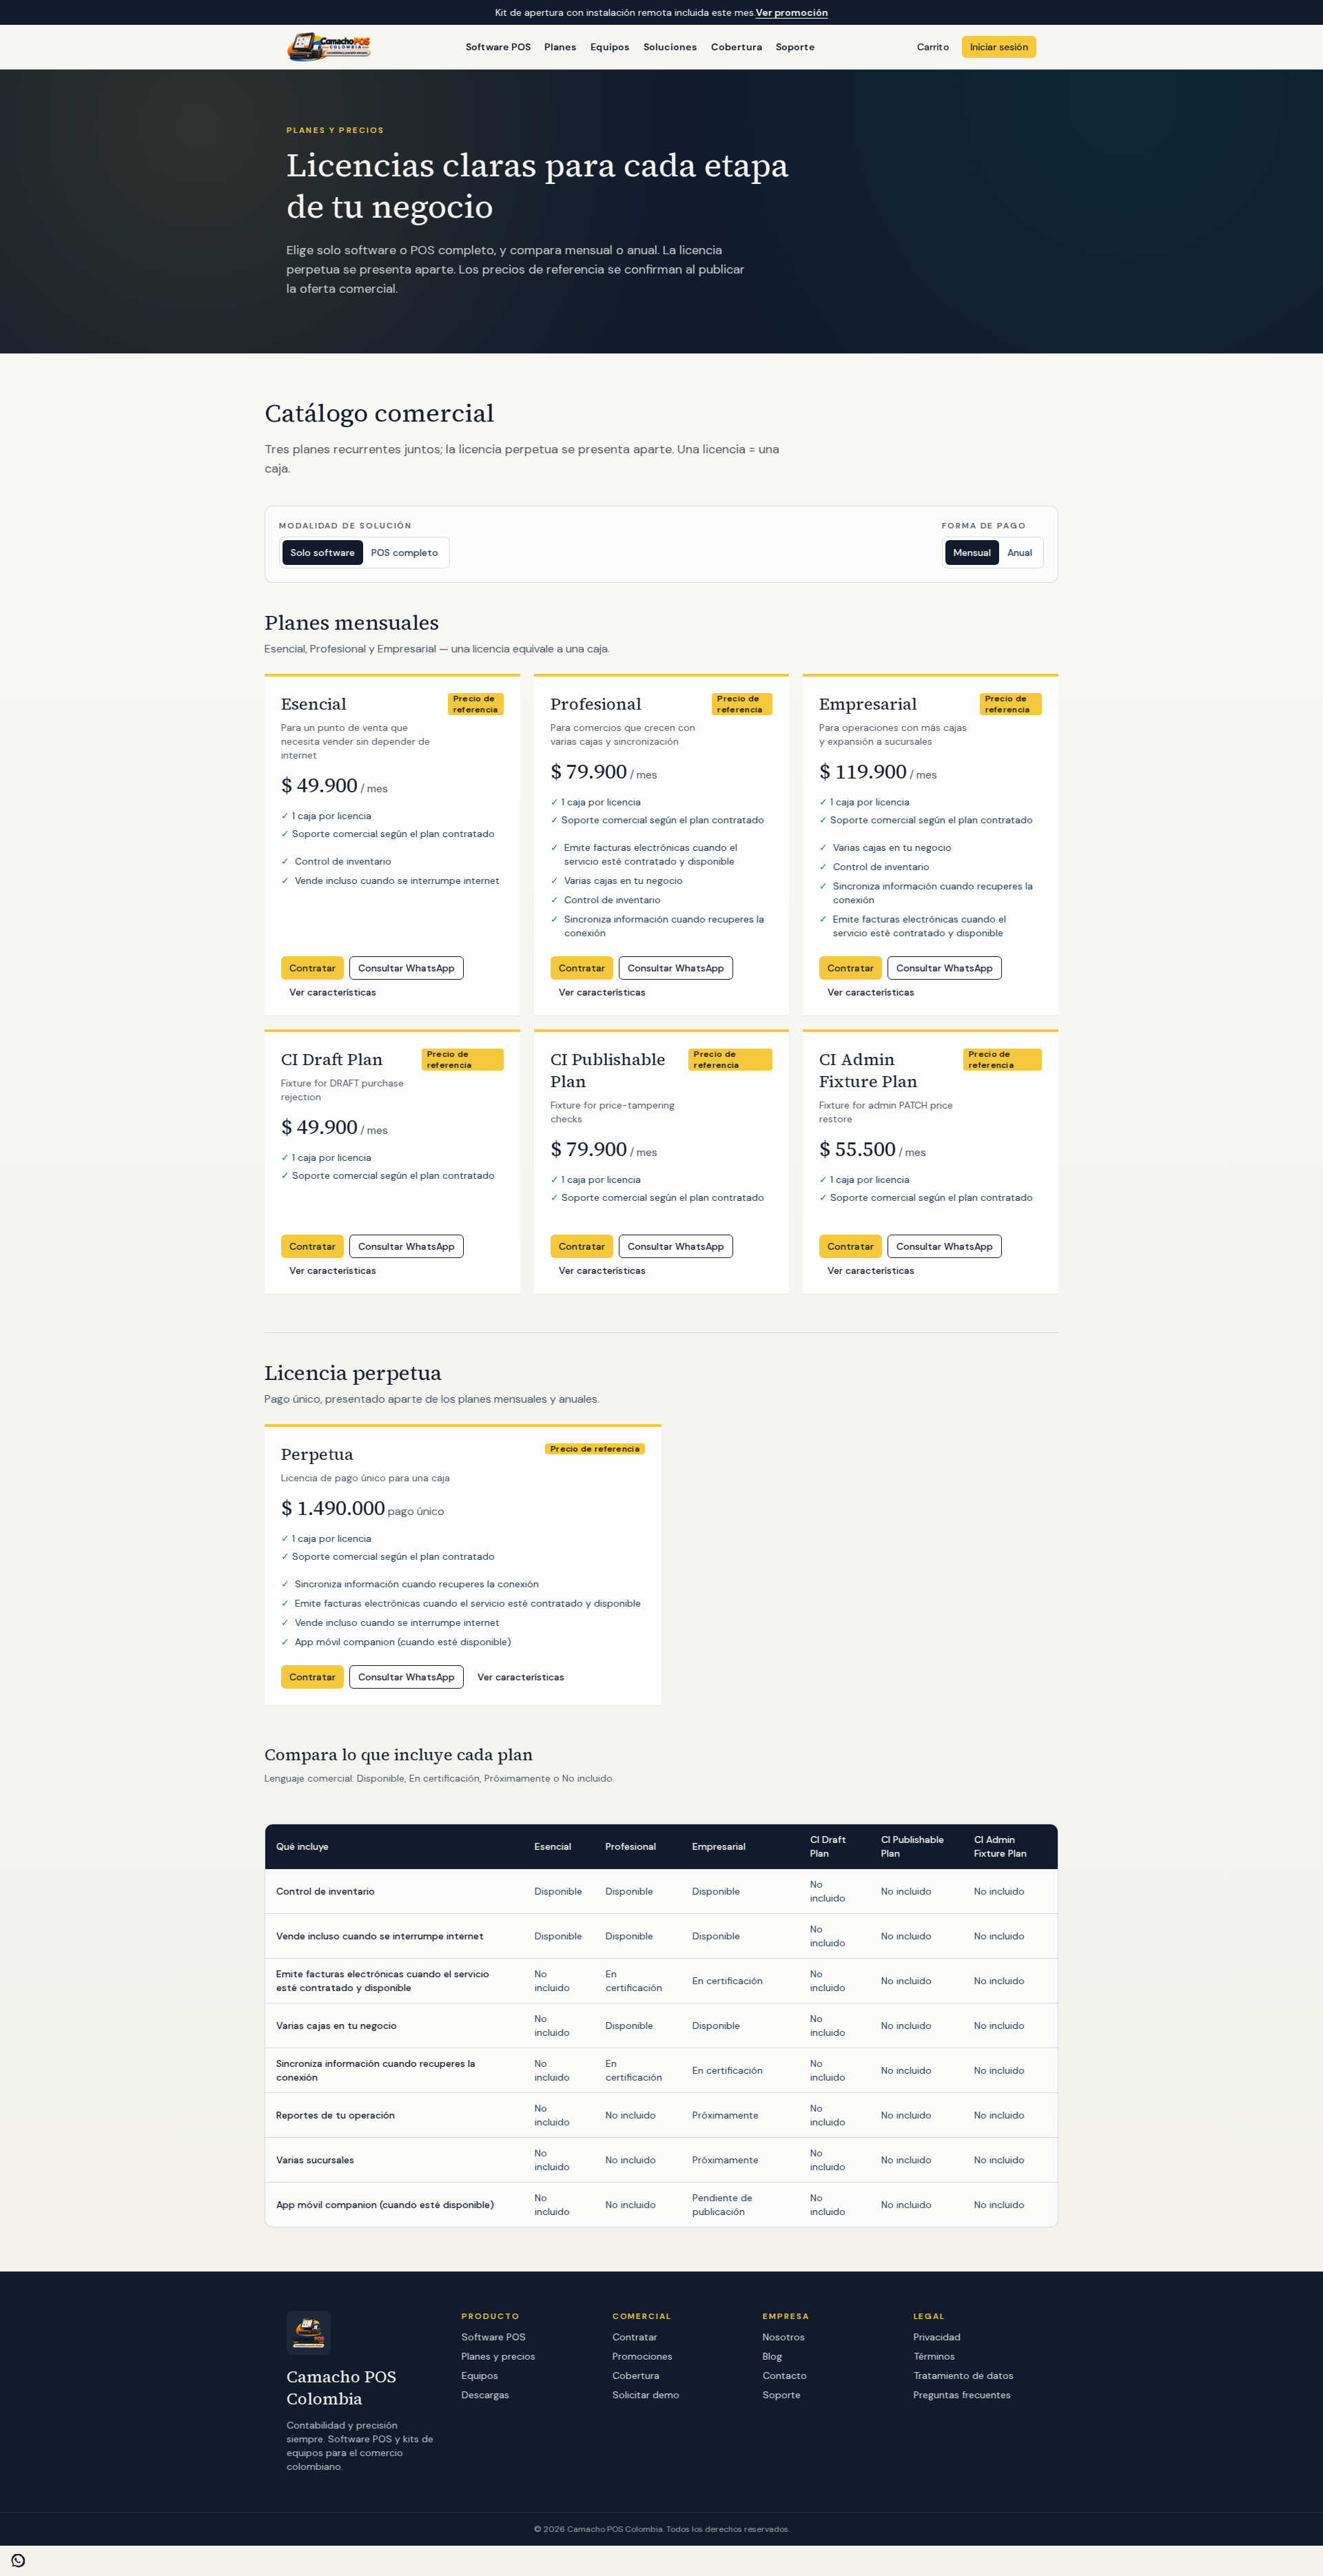 Kit de apertura con instalación remota incluida este mes.Ver promoción
CamachoPOS
COLOMBIA
Software POS Planes Equipos Soluciones Cobertura Soporte Carrito Iniciar sesión
PLANES Y PRECIOS
Licencias claras para cada etapa
de tu negocio
Elige solo software o POS completo, y compara mensual o anual. La licencia
perpetua se presenta aparte. Los precios de referencia se confirman al publicar
la oferta comercial.
Catálogo comercial
Tres planes recurrentes juntos; la licencia perpetua se presenta aparte. Una licencia = una
caja.
MODALIDAD DE SOLUCIÓN
Solo software POS completo
FORMA DE PAGO
Mensual Anual
Planes mensuales
Esencial, Profesional y Empresarial — una licencia equivale a una caja.
Esencial
Precio de
referencia
Para un punto de venta que
necesita vender sin depender de
internet
$ 49.900 / mes
✓ 1 caja por licencia
✓ Soporte comercial según el plan contratado
✓ Control de inventario
✓ Vende incluso cuando se interrumpe internet
Contratar Consultar WhatsApp
Ver características
Profesional
Precio de
referencia
Para comercios que crecen con
varias cajas y sincronización
$ 79.900 / mes
✓ 1 caja por licencia
✓ Soporte comercial según el plan contratado
✓ Emite facturas electrónicas cuando el
servicio esté contratado y disponible
✓ Varias cajas en tu negocio
✓ Control de inventario
✓ Sincroniza información cuando recuperes la
conexión
Contratar Consultar WhatsApp
Ver características
Empresarial
Precio de
referencia
Para operaciones con más cajas
y expansión a sucursales
$ 119.900 / mes
✓ 1 caja por licencia
✓ Soporte comercial según el plan contratado
✓ Varias cajas en tu negocio
✓ Control de inventario
✓ Sincroniza información cuando recuperes la
conexión
✓ Emite facturas electrónicas cuando el
servicio esté contratado y disponible
Contratar Consultar WhatsApp
Ver características
CI Draft Plan
Precio de
referencia
Fixture for DRAFT purchase
rejection
$ 49.900 / mes
✓ 1 caja por licencia
✓ Soporte comercial según el plan contratado
Contratar Consultar WhatsApp
Ver características
CI Publishable
Plan
Precio de
referencia
Fixture for price-tampering
checks
$ 79.900 / mes
✓ 1 caja por licencia
✓ Soporte comercial según el plan contratado
Contratar Consultar WhatsApp
Ver características
CI Admin
Fixture Plan
Precio de
referencia
Fixture for admin PATCH price
restore
$ 55.500 / mes
✓ 1 caja por licencia
✓ Soporte comercial según el plan contratado
Contratar Consultar WhatsApp
Ver características
Licencia perpetua
Pago único, presentado aparte de los planes mensuales y anuales.
Perpetua
Precio de referencia
Licencia de pago único para una caja
$ 1.490.000 pago único
✓ 1 caja por licencia
✓ Soporte comercial según el plan contratado
✓ Sincroniza información cuando recuperes la conexión
✓ Emite facturas electrónicas cuando el servicio esté contratado y disponible
✓ Vende incluso cuando se interrumpe internet
✓ App móvil companion (cuando esté disponible)
Contratar Consultar WhatsApp Ver características
Compara lo que incluye cada plan
Lenguaje comercial: Disponible, En certificación, Próximamente o No incluido.
Qué incluye Esencial Profesional Empresarial CI Draft Plan CI Publishable Plan CI Admin Fixture Plan
Control de inventario Disponible Disponible Disponible No incluido No incluido No incluido
Vende incluso cuando se interrumpe internet Disponible Disponible Disponible No incluido No incluido No incluido
Emite facturas electrónicas cuando el servicio esté contratado y disponible No incluido En certificación En certificación No incluido No incluido No incluido
Varias cajas en tu negocio No incluido Disponible Disponible No incluido No incluido No incluido
Sincroniza información cuando recuperes la conexión No incluido En certificación En certificación No incluido No incluido No incluido
Reportes de tu operación No incluido No incluido Próximamente No incluido No incluido No incluido
Varias sucursales No incluido No incluido Próximamente No incluido No incluido No incluido
App móvil companion (cuando esté disponible) No incluido No incluido Pendiente de publicación No incluido No incluido No incluido
Camacho POS
Colombia
Contabilidad y precisión
siempre. Software POS y kits de
equipos para el comercio
colombiano.
PRODUCTO
Software POS
Planes y precios
Equipos
Descargas
COMERCIAL
Contratar
Promociones
Cobertura
Solicitar demo
EMPRESA
Nosotros
Blog
Contacto
Soporte
LEGAL
Privacidad
Términos
Tratamiento de datos
Preguntas frecuentes
© 2026 Camacho POS Colombia. Todos los derechos reservados.